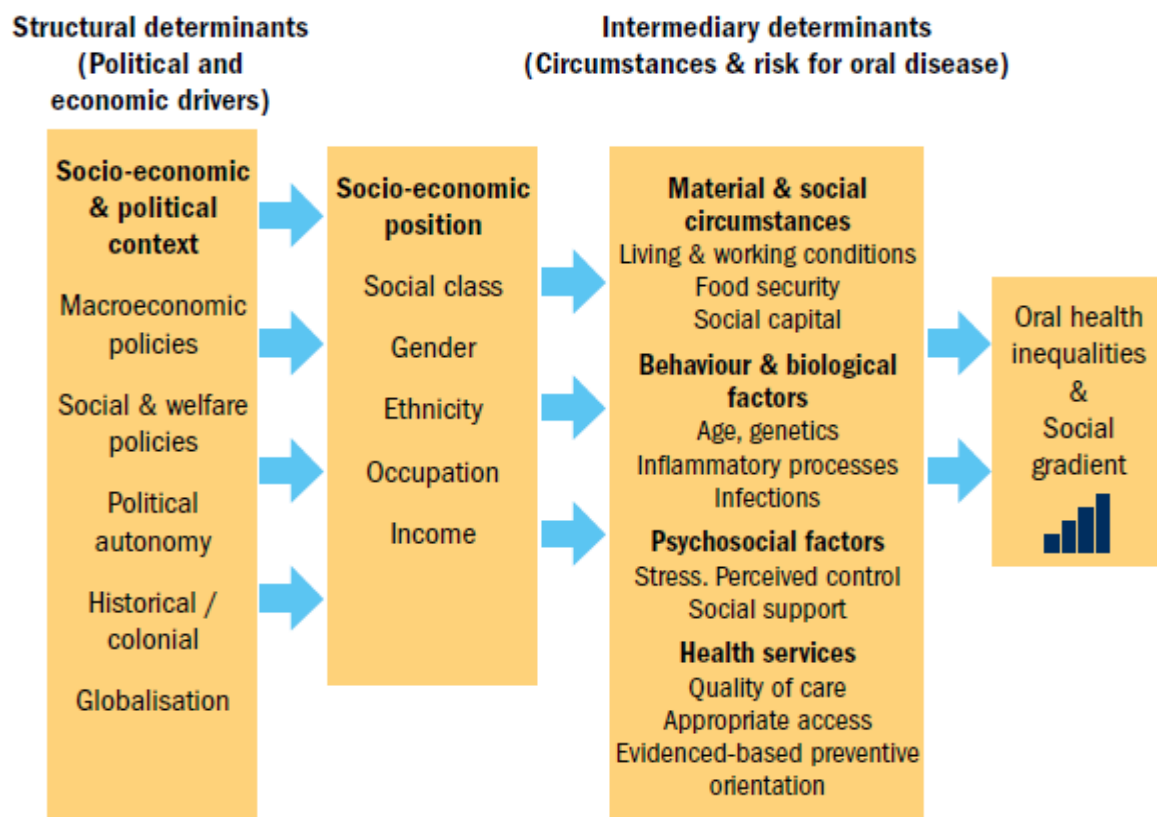 Structural determinants
(Political and
economic drivers)
Intermediary determinants
(Circumstances & risk for oral disease)
Socio-economic
& political
context
Macroeconomic
policies
Social & welfare
policies
Political
autonomy
Historical /
colonial
Globalisation
Socio-economic
position
Social class
Gender
Ethnicity
Occupation
Income
Material & social
circumstances
Living & working conditions
Food security
Social capital
Behaviour & biological
factors
Age, genetics
Inflammatory processes
Infections
Psychosocial factors
Stress. Perceived control
Social support
Health services
Quality of care
Appropriate access
Evidenced-based preventive
orientation
Oral health
inequalities
&
Social
gradient